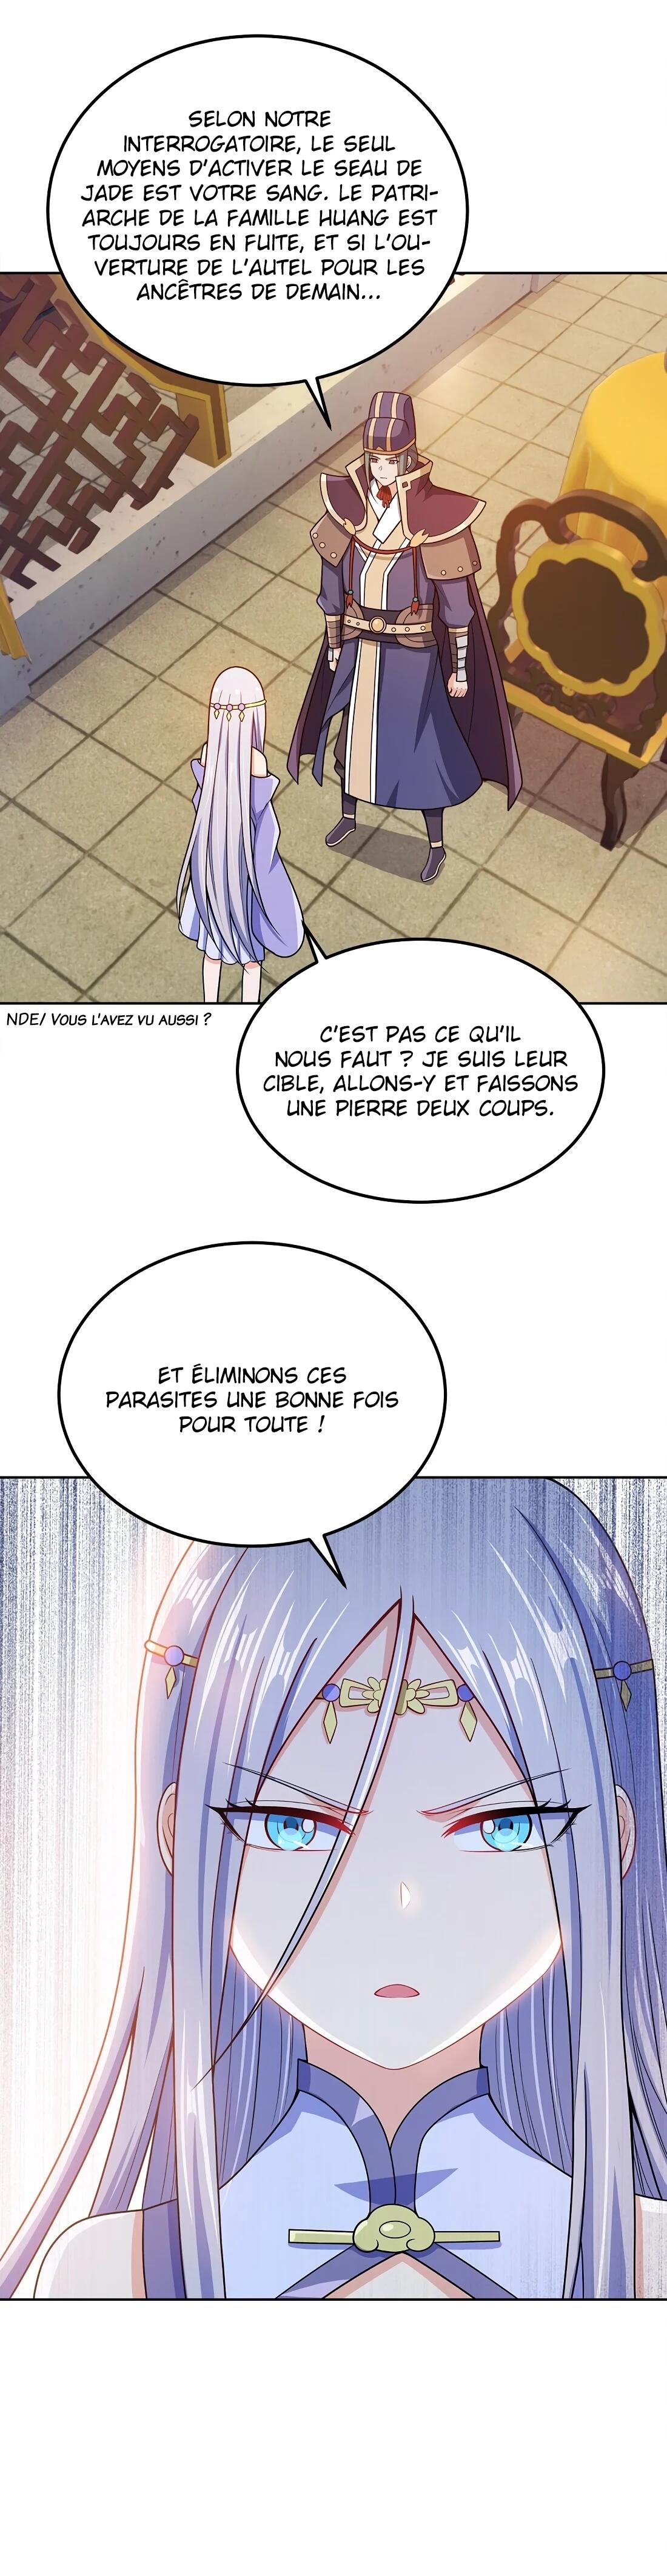 SELON NOTRE
INTERROGATOIRE, LE SEUL
MOYENS D'ACTIVER LE SEAU DE
JADE EST VOTRE SANG. LE PATRI-
ARCHE DE LA FAMILLE HUANG EST
TOUJOURS EN FUITE, ET SI L'OU-
VERTURE DE L'AUTEL POUR LES
ANCÊTRES DE DEMAIN...
NDE/ VOUS L'AVEZ VU AUSSI ?
C'EST PAS CE QU'IL
NOUS FAUT ? JE SUIS LEUR
CIBLE, ALLONS-Y ET FAISSONS
UNE PIERRE DEUX COUPS.
ET ÉLIMINONS CES
PARASITES UNE BONNE FOIS
POUR TOUTE !